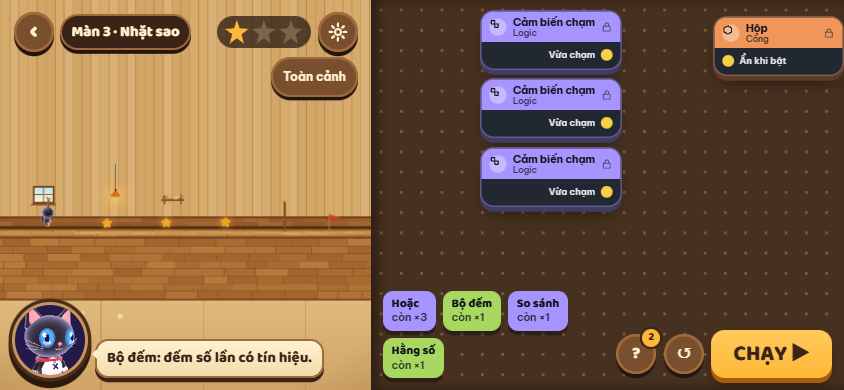 Màn 3 · Nhặt sao
Toàn cảnh
Bộ đếm: đếm số lần có tín hiệu.
Cảm biến chạm
Logic
Vừa chạm
Cảm biến chạm
Logic
Vừa chạm
Cảm biến chạm
Logic
Vừa chạm
Hộp
Cổng
Ẩn khi bật
Hoặc
còn ×3
Bộ đếm
còn ×1
So sánh
còn ×1
Hằng số
còn ×1
?
2
CHẠY